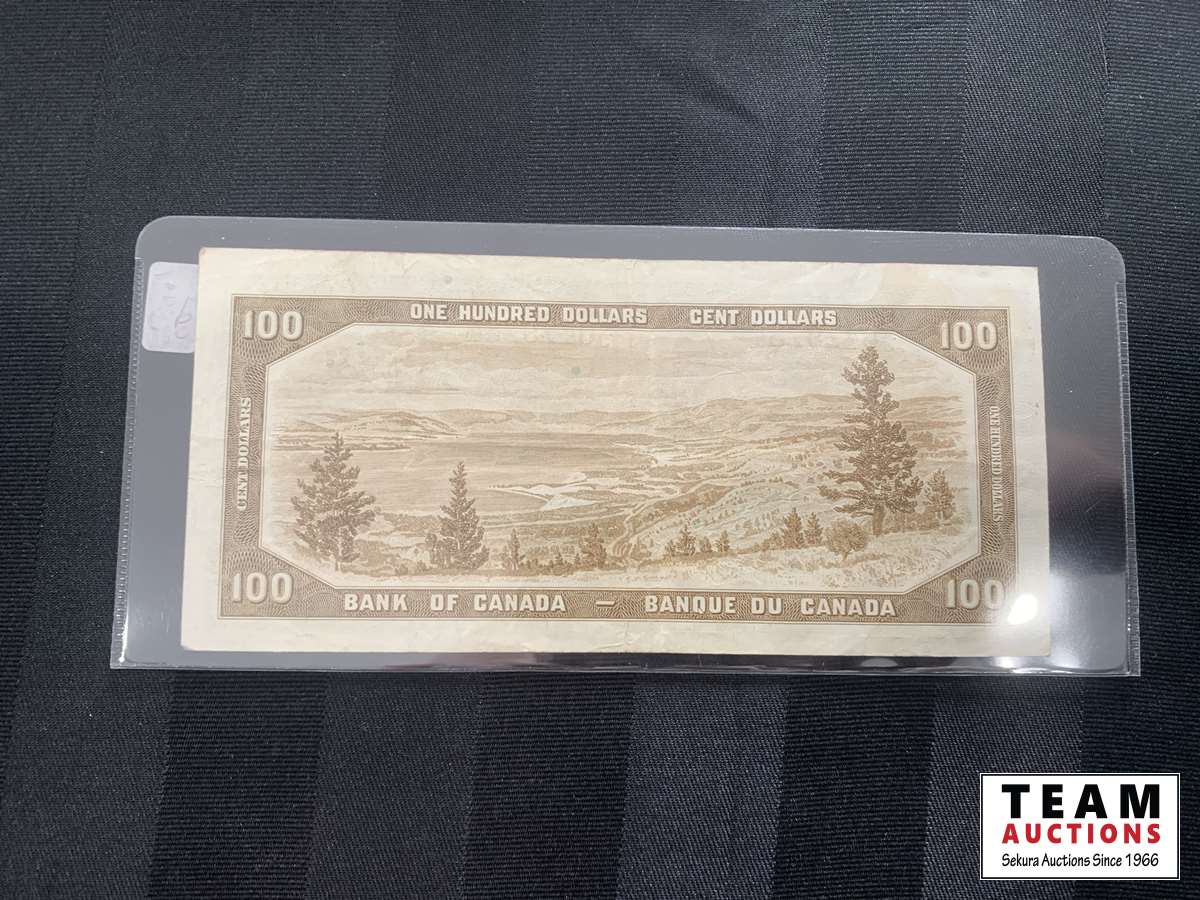 ONE HUNDRED DOLLARS CENT DOLLARS
100
100
CENT DOLLARS
ONE HUNDRED DOLLARS
100
100
BANK OF CANADA — BANQUE DU CANADA
TEAM
AUCTIONS
Sekura Auctions Since 1966